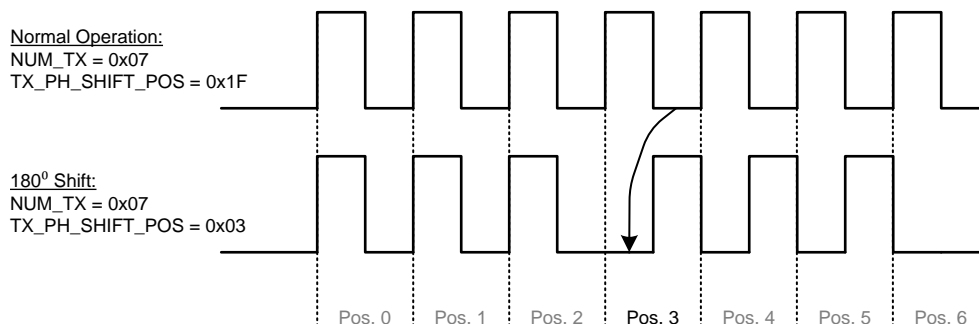 Normal Operation:
NUM_TX = 0x07
TX_PH_SHIFT_POS = 0x1F
180⁰ Shift:
NUM_TX = 0x07
TX_PH_SHIFT_POS = 0x03
Pos. 0 Pos. 1 Pos. 2 Pos. 3 Pos. 4 Pos. 5 Pos. 6